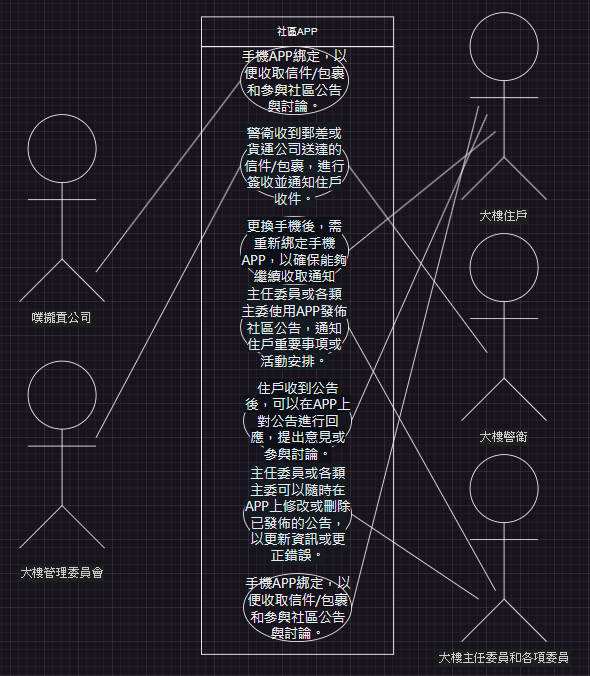 社區APP
手機APP綁定，以
便收取信件/包裹
和參與社區公告
與討論。
警衛收到郵差或
貨運公司送達的
信件/包裹，進行
簽收並通知住戶
收件。
更換手機後，需
重新綁定手機
APP，以確保能夠
繼續收取通知
主任委員或各類
主委使用APP發佈
社區公告，通知
住戶重要事項或
活動安排。
住戶收到公告
後，可以在APP上
對公告進行回
應，提出意見或
參與討論。
主任委員或各類
主委可以隨時在
APP上修改或刪除
已發佈的公告，
以更新資訊或更
正錯誤。
手機APP綁定，以
便收取信件/包裹
和參與社區公告
與討論。
噗攏貢公司
大樓管理委員會
大樓住戶
大樓警衛
大樓主任委員和各項委員